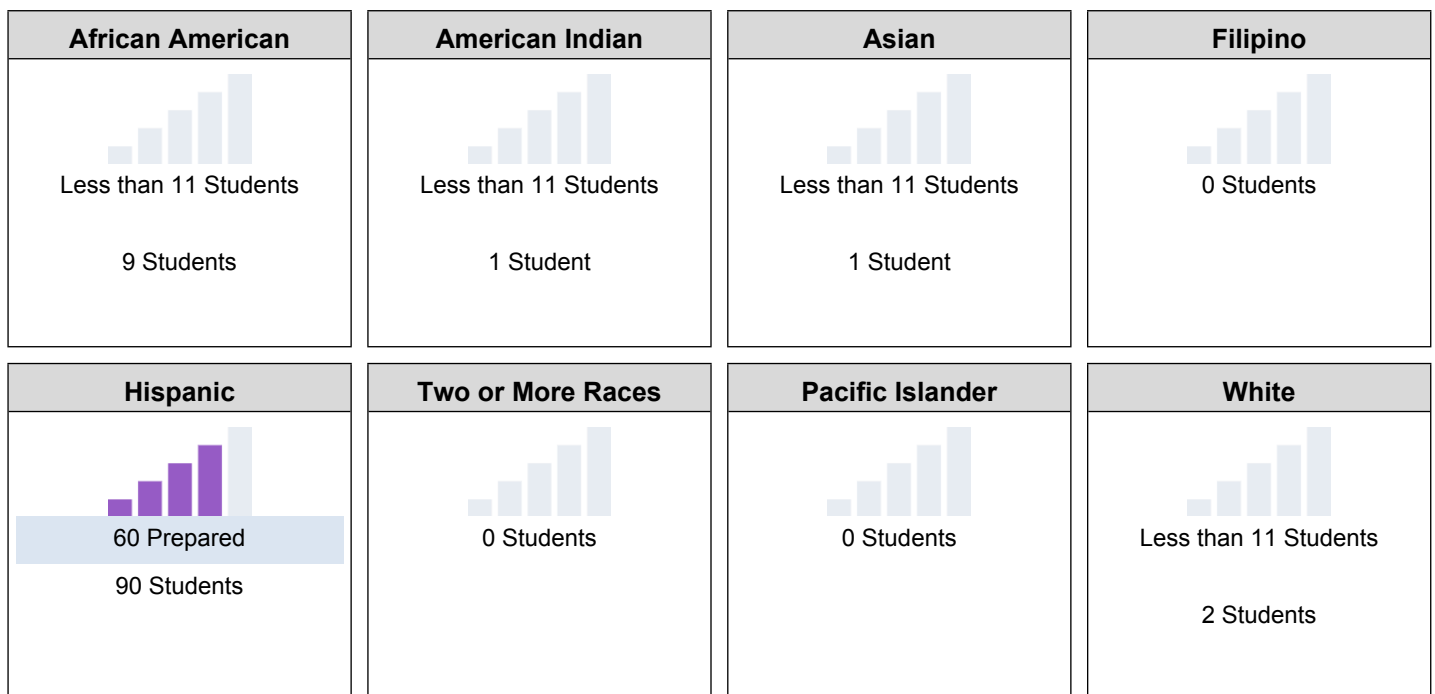 African American
Less than 11 Students
9 Students
American Indian
Less than 11 Students
1 Student
Asian
Less than 11 Students
1 Student
Filipino
0 Students
Hispanic
60 Prepared
90 Students
Two or More Races
0 Students
Pacific Islander
0 Students
White
Less than 11 Students
2 Students